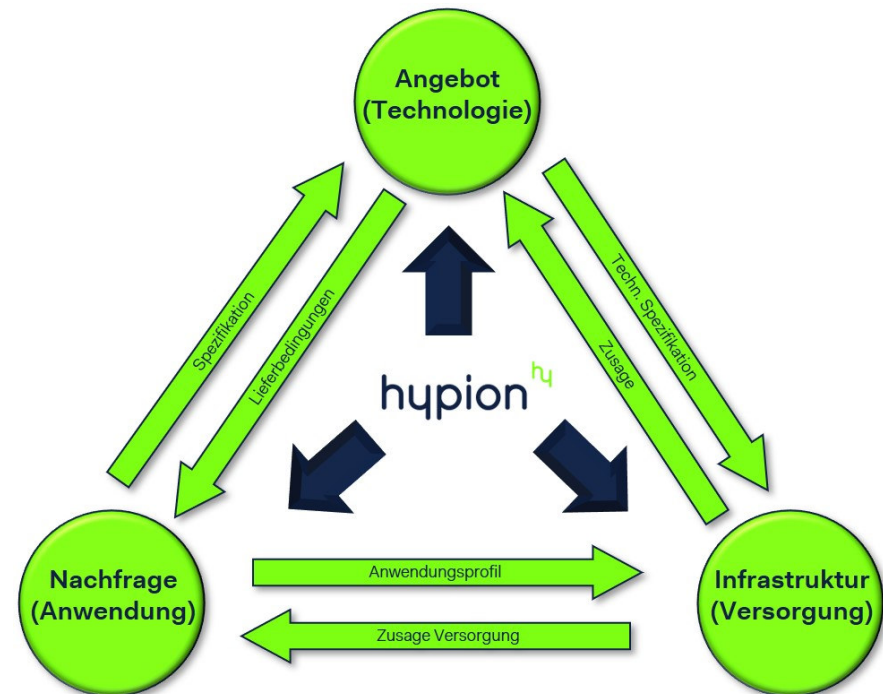 Angebot
(Technologie)
Spezifikation
Lieferbedingungen
Techn. Spezifikation
Zusage
hypion hy
Nachfrage
(Anwendung)
Anwendungsprofil
Zusage Versorgung
Infrastruktur
(Versorgung)